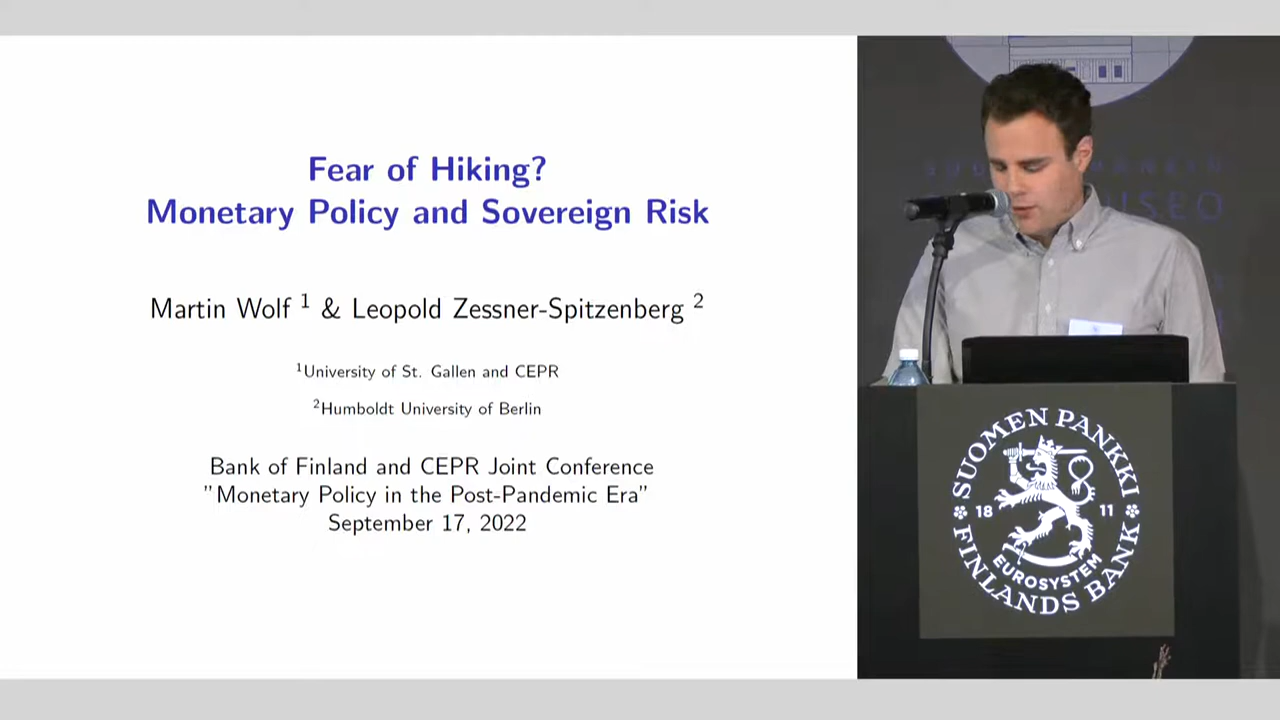 Fear of Hiking?
Monetary Policy and Sovereign Risk
Martin Wolf 1 & Leopold Zessner-Spitzenberg 2
1University of St. Gallen and CEPR
2Humboldt University of Berlin
Bank of Finland and CEPR Joint Conference
"Monetary Policy in the Post-Pandemic Era"
September 17, 2022
SUOMEN PANKKI
18 11
EUROSYSTEM
FINLANDS BANK